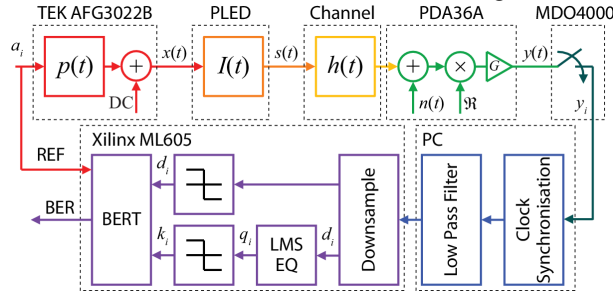 TEK AFG3022B PLED Channel PDA36A MDO4000
a_i p(t) + x(t) I(t) s(t) h(t) + × G y(t)
DC n(t) ℜ y_i
Xilinx ML605 PC
REF
BER
BERT
d_i
k_i q_i d_i
LMS
EQ
Downsample
Low Pass Filter
Clock
Synchronisation